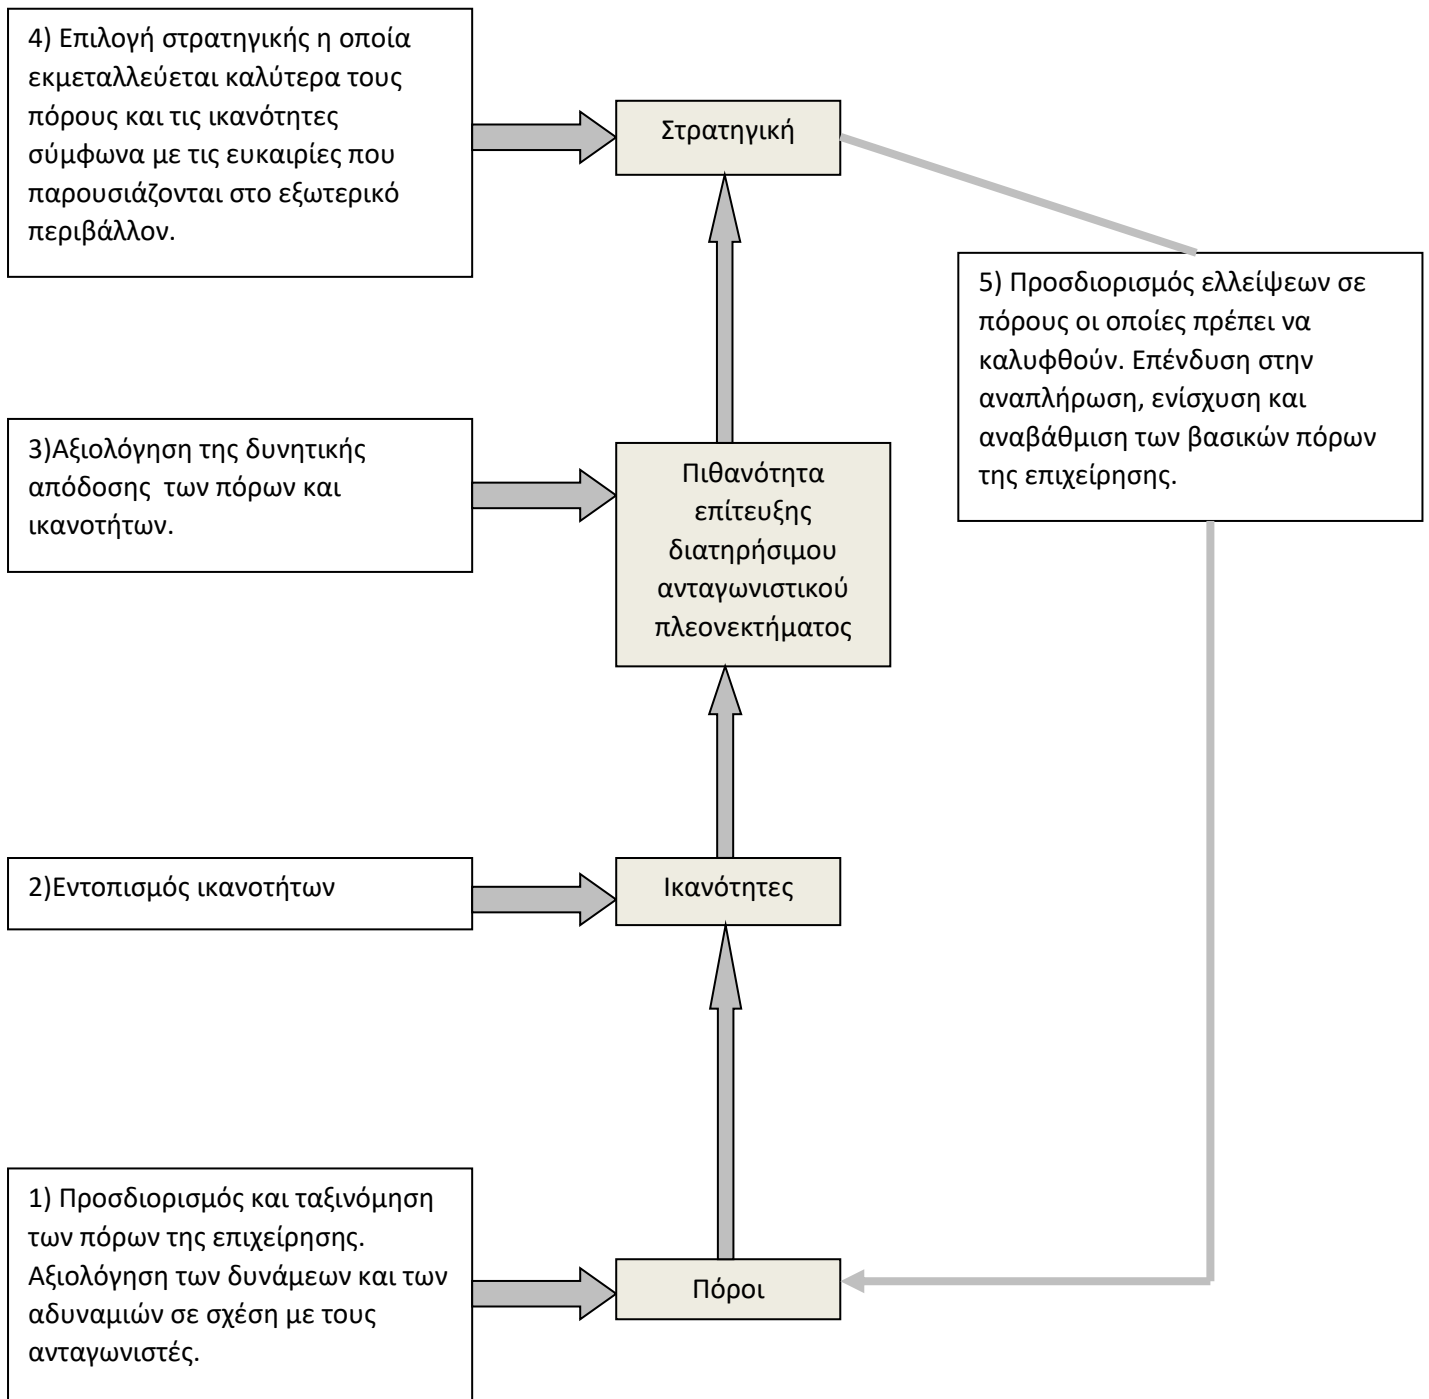 4) Επιλογή στρατηγικής η οποία
εκμεταλλεύεται καλύτερα τους
πόρους και τις ικανότητες
σύμφωνα με τις ευκαιρίες που
παρουσιάζονται στο εξωτερικό
περιβάλλον.
Στρατηγική
5) Προσδιορισμός ελλείψεων σε
πόρους οι οποίες πρέπει να
καλυφθούν. Επένδυση στην
αναπλήρωση, ενίσχυση και
αναβάθμιση των βασικών πόρων
της επιχείρησης.
3)Αξιολόγηση της δυνητικής
απόδοσης  των πόρων και
ικανοτήτων.
Πιθανότητα
επίτευξης
διατηρήσιμου
ανταγωνιστικού
πλεονεκτήματος
2)Εντοπισμός ικανοτήτων
Ικανότητες
1) Προσδιορισμός και ταξινόμηση
των πόρων της επιχείρησης.
Αξιολόγηση των δυνάμεων και των
αδυναμιών σε σχέση με τους
ανταγωνιστές.
Πόροι